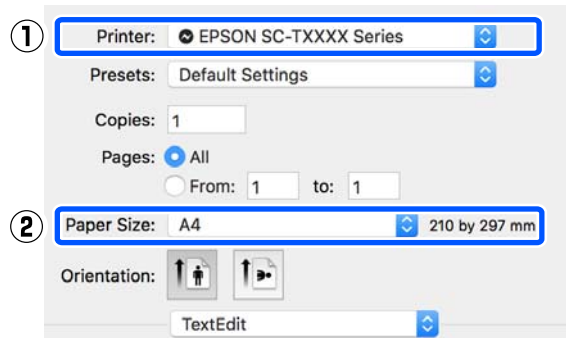 ① Printer: EPSON SC-TXXXX Series
Presets: Default Settings
Copies: 1
Pages: All
From: 1 to: 1
② Paper Size: A4 210 by 297 mm
Orientation:
TextEdit